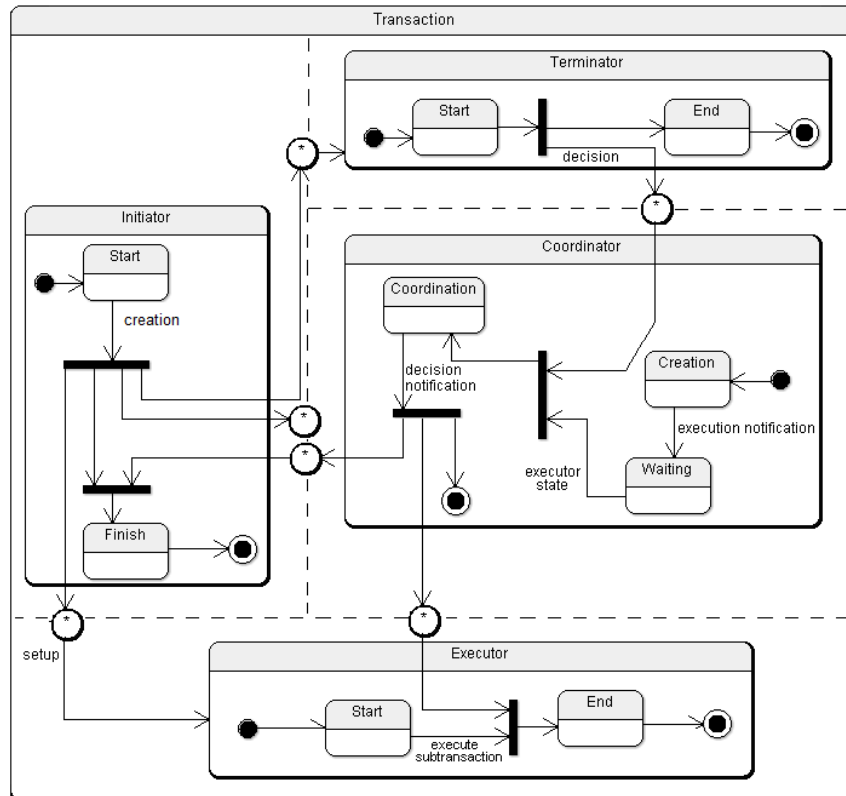 Transaction
Terminator
Start
End
decision
*
*
Initiator
Start
creation
*
*
Finish
Coordinator
Coordination
decision
notification
Creation
execution notification
Waiting
executor
state
*
setup
*
Executor
Start
execute
subtransaction
End